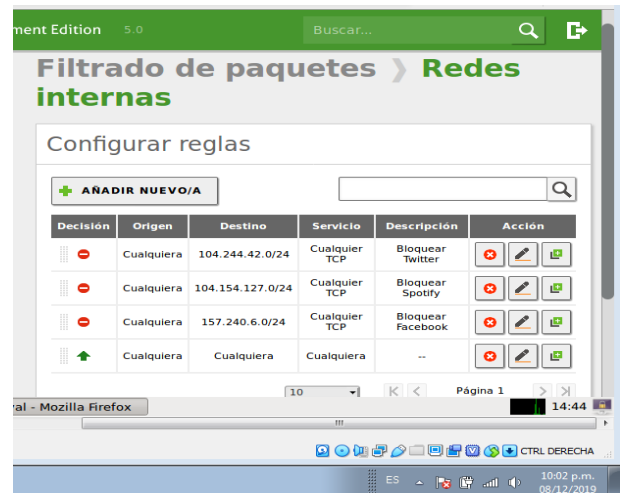 ment Edition 5.0 Buscar...
Filtrado de paquetes ❭ Redes
internas
Configurar reglas
AÑADIR NUEVO/A
Decisión Origen Destino Servicio Descripción Acción
Cualquiera 104.244.42.0/24 Cualquier TCP Bloquear Twitter
Cualquiera 104.154.127.0/24 Cualquier TCP Bloquear Spotify
Cualquiera 157.240.6.0/24 Cualquier TCP Bloquear Facebook
Cualquiera Cualquiera Cualquiera --
10 Página 1
al - Mozilla Firefox 14:44
CTRL DERECHA
ES 10:02 p.m.
08/12/2019